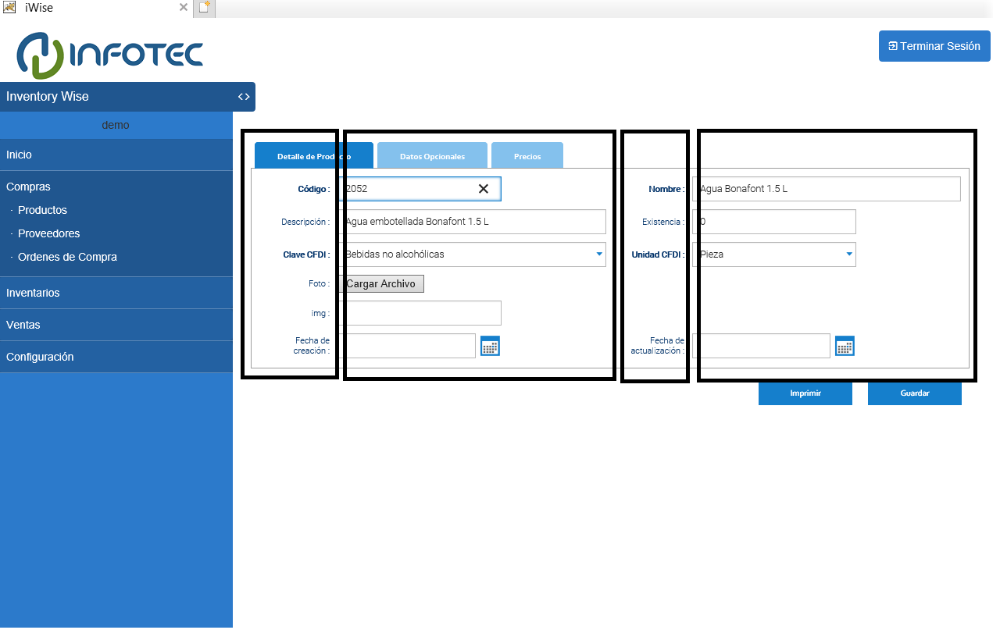 iWise
INFOTEC
Terminar Sesión
Inventory Wise
<>
demo
Inicio
Compras
· Productos
· Proveedores
· Ordenes de Compra
Inventarios
Ventas
Configuración
Detalle de Producto Datos Opcionales Precios
Código : 2052 Nombre : Agua Bonafont 1.5 L
Descripción : Agua embotellada Bonafont 1.5 L Existencia : 0
Clave CFDI : Bebidas no alcohólicas Unidad CFDI : Pieza
Foto : Cargar Archivo
img :
Fecha de creación : Fecha de actualización :
Imprimir Guardar